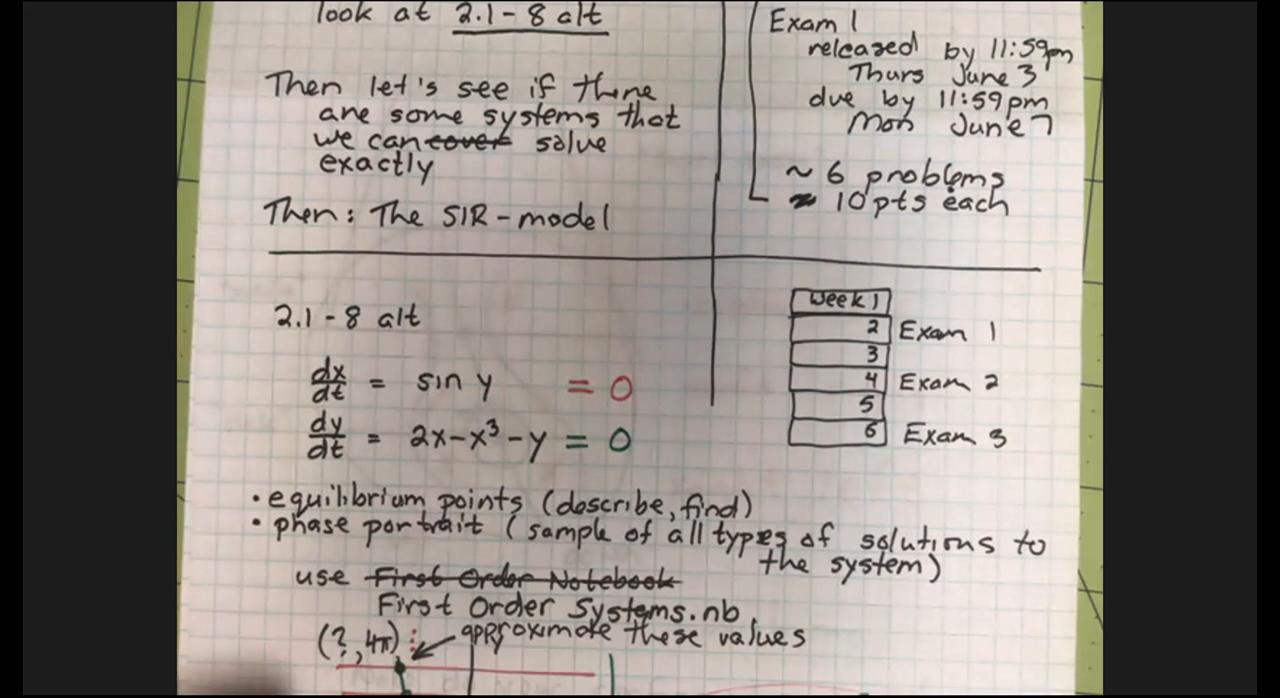 look at 2.1-8 alt
Then let's see if there
are some systems that
we can cover solve
exactly
Then: The SIR-model
Exam 1
released by 11:59pm
Thurs June 3
due by 11:59pm
Mon June 7
~ 6 problems
~ 10 pts each
2.1-8 alt
dx/dt = sin y = 0
dy/dt = 2x-x³-y = 0
Week 1
2 Exam 1
3
4 Exam 2
5
6 Exam 3
• equilibrium points (describe, find)
• phase portrait (sample of all types of solutions to
the system)
use First Order Notebook
First Order Systems.nb
(?, 4π) approximate these values